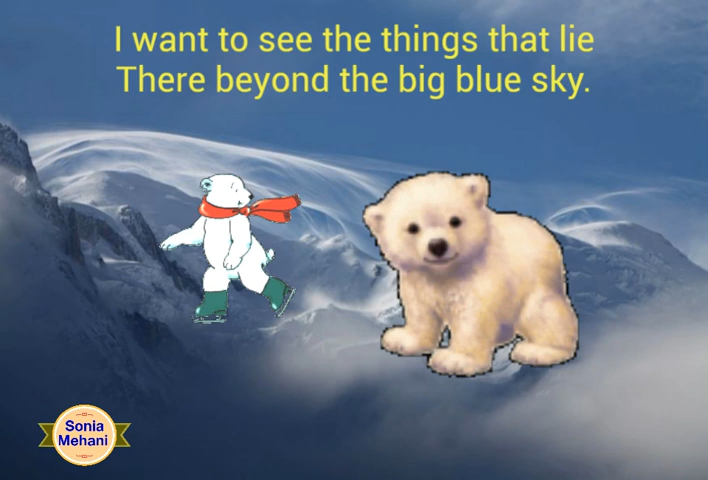 I want to see the things that lie
There beyond the big blue sky.
Sonia
Mehani